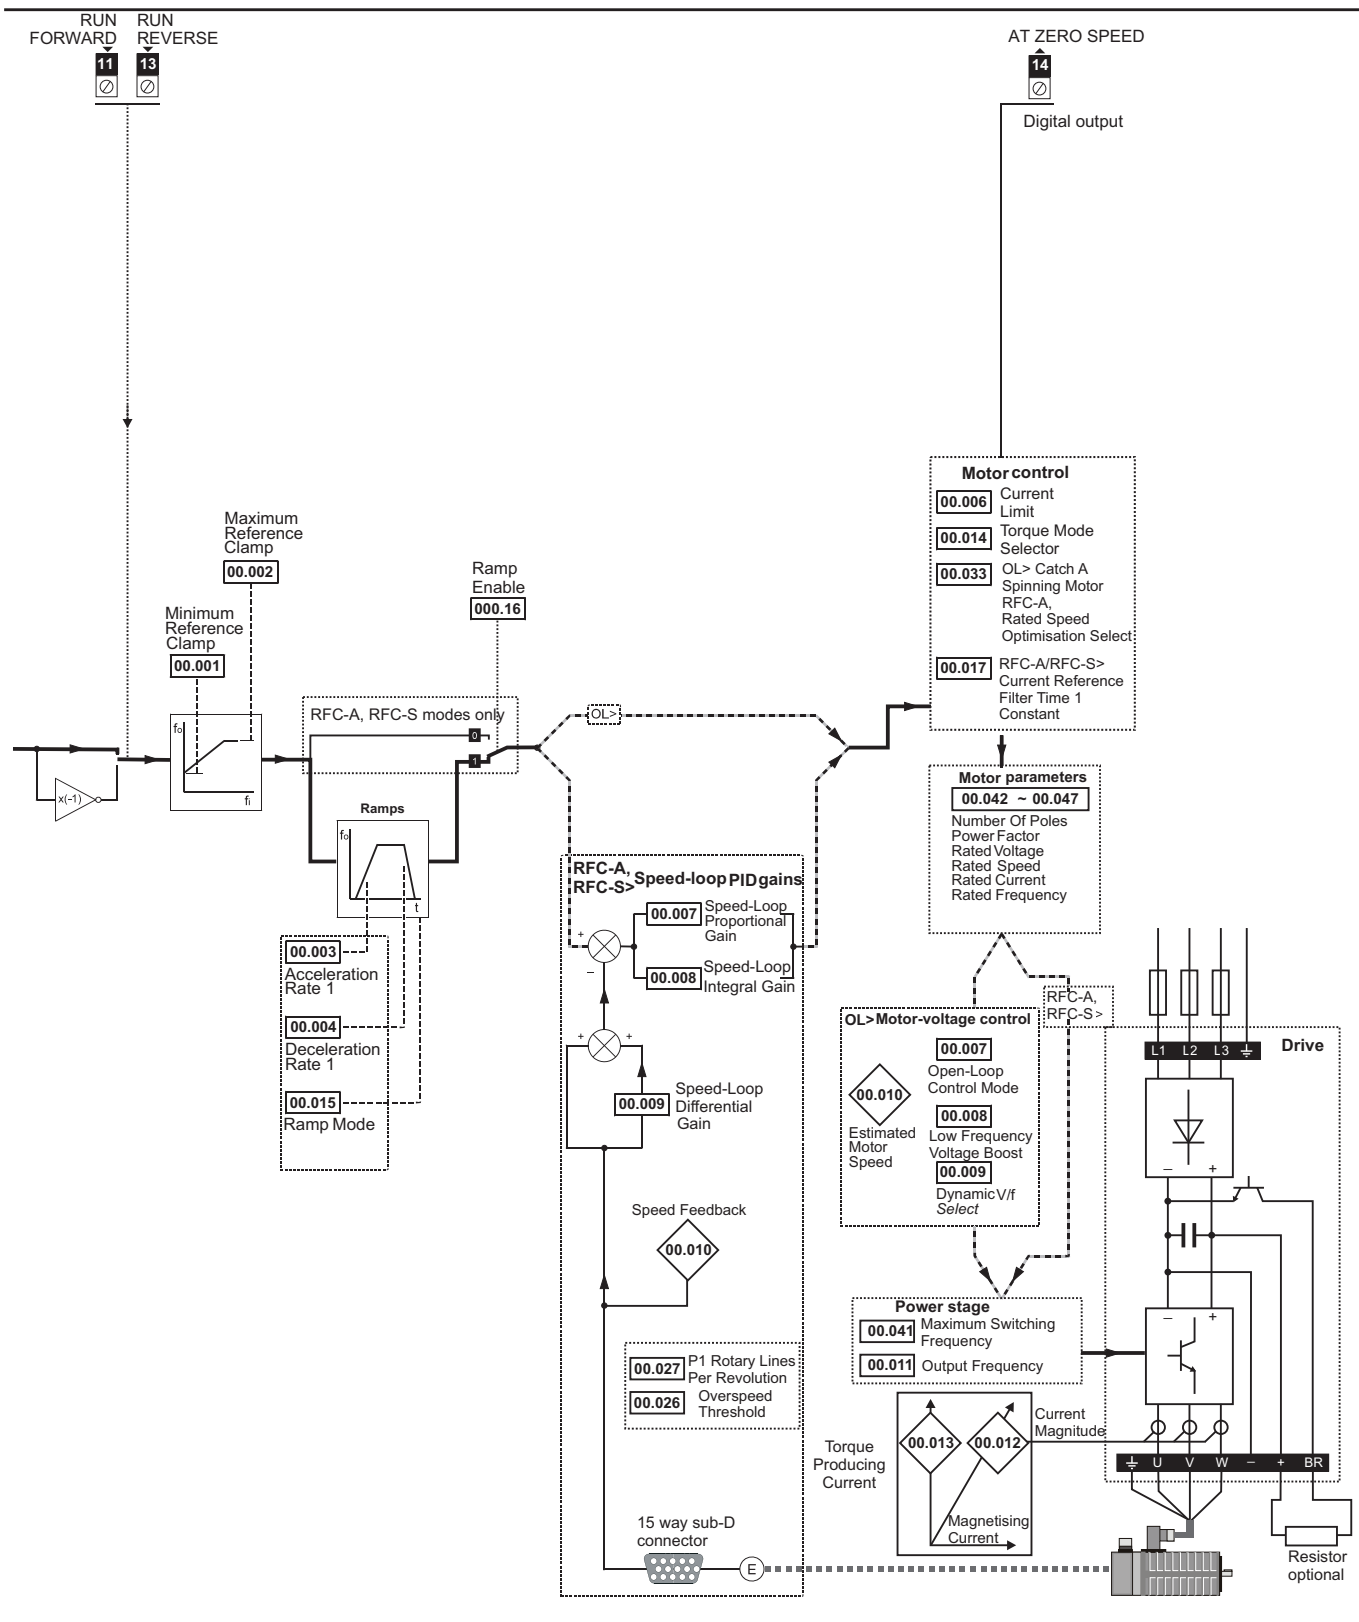 RUN
FORWARD
RUN
REVERSE
11
13
AT ZERO SPEED
14
Digital output
Maximum
Reference
Clamp
00.002
Minimum
Reference
Clamp
00.001
Ramp
Enable
000.16
RFC-A, RFC-S modes only
0
1
OL>
x(-1)
fo
fi
Ramps
fo
t
00.003
Acceleration
Rate 1
00.004
Deceleration
Rate 1
00.015
Ramp Mode
RFC-A,
RFC-S>
Speed-loop PID gains
+
–
00.007
Speed-Loop
Proportional
Gain
00.008
Speed-Loop
Integral Gain
+
+
00.009
Speed-Loop
Differential
Gain
Speed Feedback
00.010
00.027
P1 Rotary Lines
Per Revolution
00.026
Overspeed
Threshold
15 way sub-D
connector
E
Motor control
00.006
Current
Limit
00.014
Torque Mode
Selector
00.033
OL> Catch A
Spinning Motor
RFC-A,
Rated Speed
Optimisation Select
00.017
RFC-A/RFC-S>
Current Reference
Filter Time 1
Constant
Motor parameters
00.042 ~ 00.047
Number Of Poles
Power Factor
Rated Voltage
Rated Speed
Rated Current
Rated Frequency
RFC-A,
RFC-S >
OL> Motor-voltage control
00.007
Open-Loop
Control Mode
00.010
Estimated
Motor
Speed
00.008
Low Frequency
Voltage Boost
00.009
Dynamic V/f
Select
Power stage
00.041
Maximum Switching
Frequency
00.011
Output Frequency
00.013
00.012
Torque
Producing
Current
Current
Magnitude
Magnetising
Current
L1 L2 L3
Drive
– +
– +
U V W – + BR
Resistor
optional